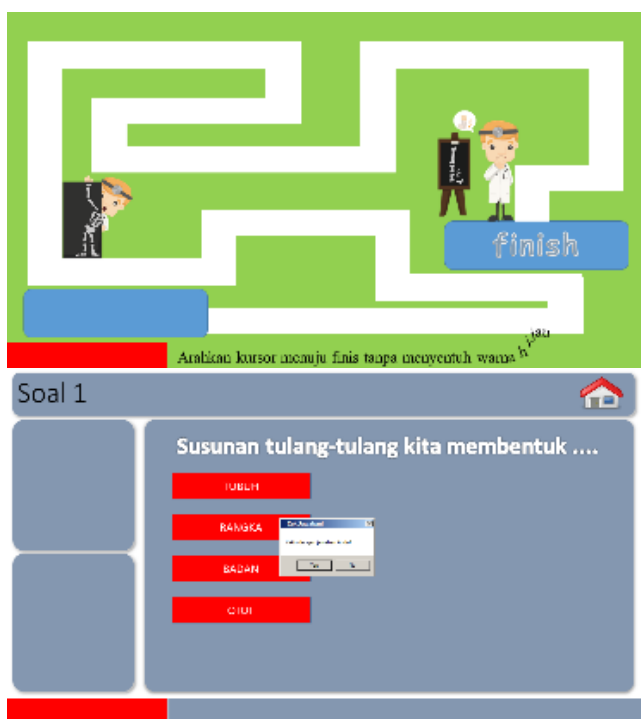 finish
Arahkan kursor menuju finis tanpa menyentuh warna hijau
Soal 1
Susunan tulang-tulang kita membentuk ....
TUBUH
RANGKA
BADAN
OTOT